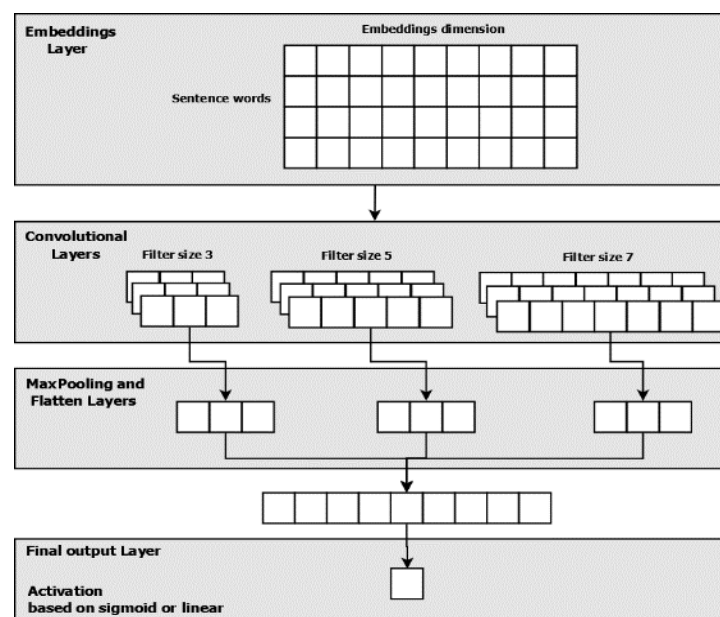 Embeddings
Layer
Embeddings dimension
Sentence words
Convolutional
Layers
Filter size 3
Filter size 5
Filter size 7
MaxPooling and
Flatten Layers
Final output Layer
Activation
based on sigmoid or linear